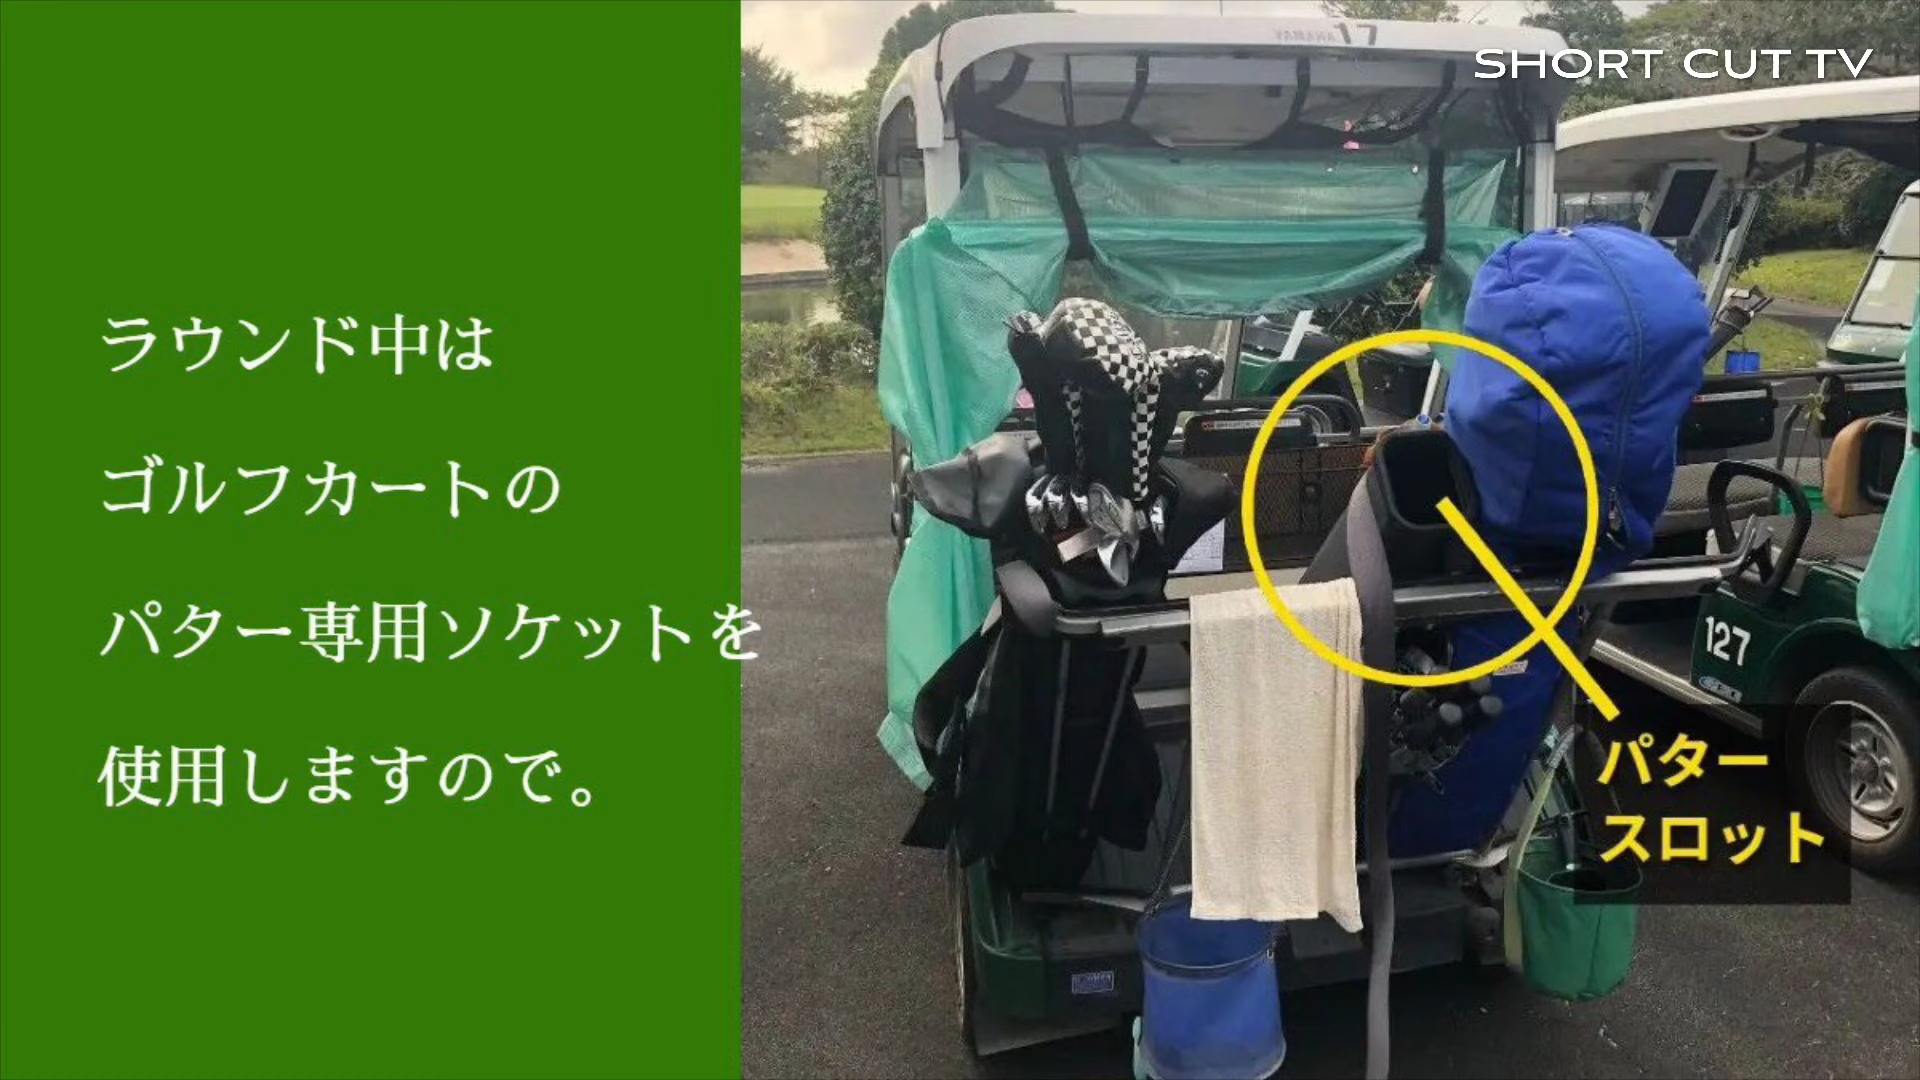 ラウンド中は
ゴルフカートの
パター専用ソケットを
使用しますので。
SHORT CUT TV
17
127
パター
スロット